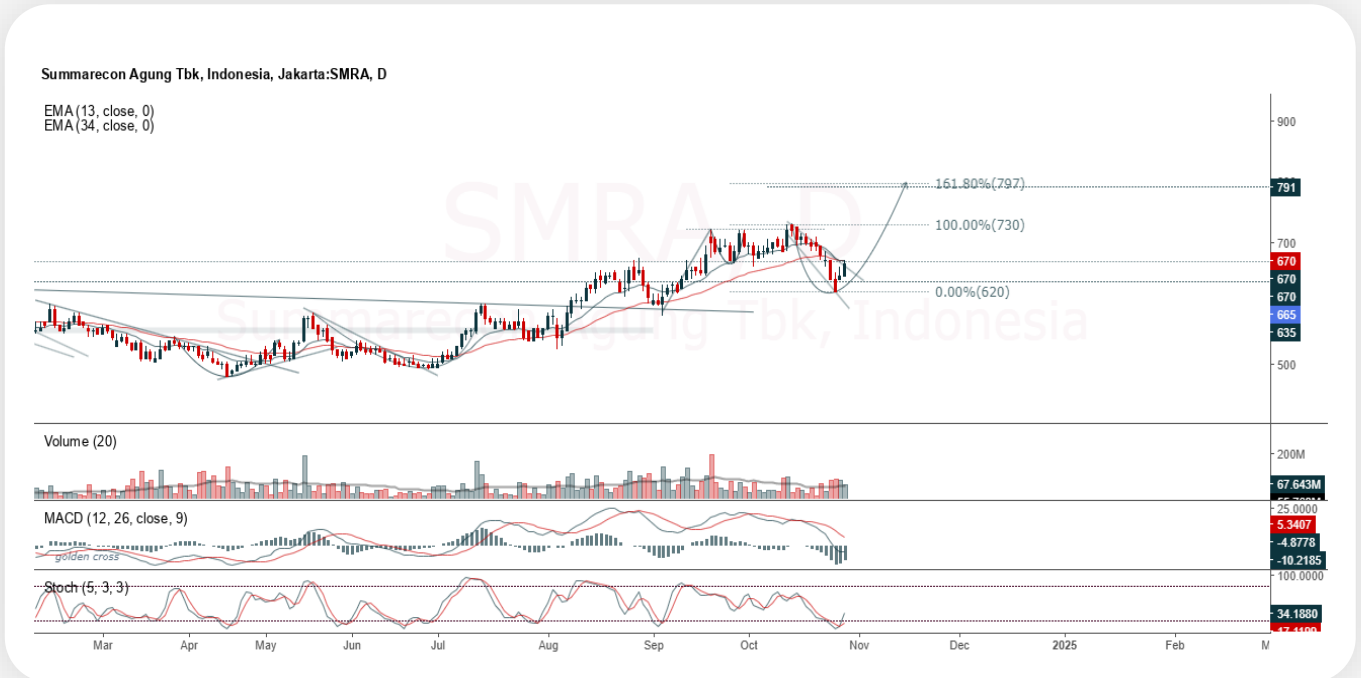 Summarecon Agung Tbk, Indonesia, Jakarta:SMRA, D
EMA (13, close, 0)
EMA (34, close, 0)
SMRA, D
Summarecon Agung Tbk, Indonesia
161.80%(797)
100.00%(730)
0.00%(620)
900
791
700
670
670
670
665
635
500
Volume (20)
200M
67.643M
MACD (12, 26, close, 9)
golden cross
25.0000
5.3407
-4.8778
-10.2185
Stoch (5, 3, 3)
100.0000
34.1880
Mar Apr May Jun Jul Aug Sep Oct Nov Dec 2025 Feb M